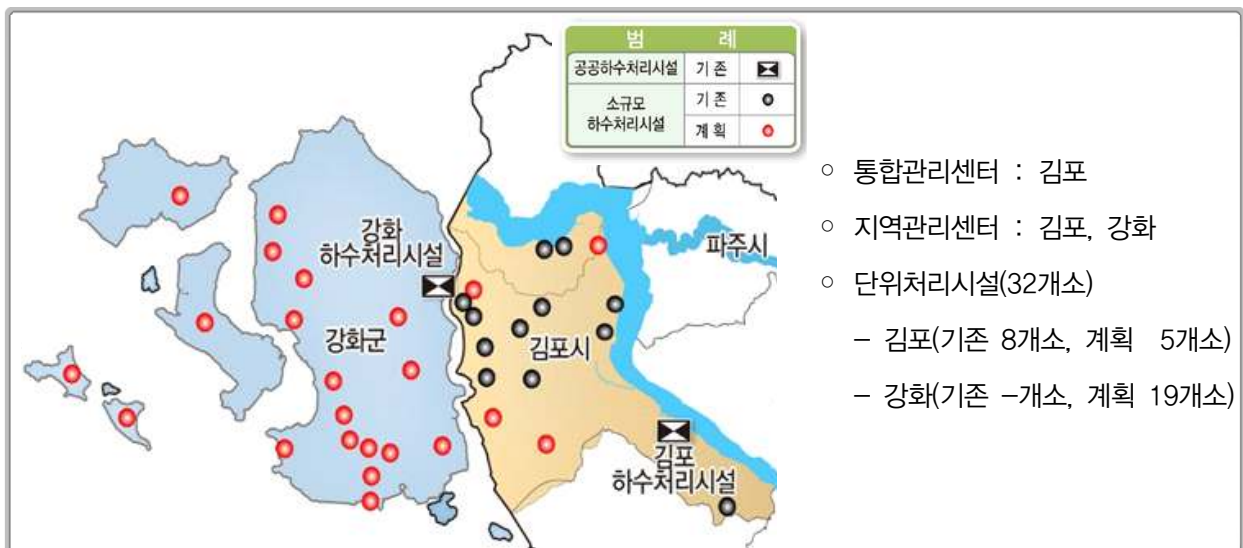 범 례
공공하수처리시설 기 존
소규모
하수처리시설
기 존
계 획
강화
하수처리시설
강화군
김포시
파주시
김포
하수처리시설
○ 통합관리센터 : 김포
○ 지역관리센터 : 김포, 강화
○ 단위처리시설(32개소)
- 김포(기존 8개소, 계획 5개소)
- 강화(기존 -개소, 계획 19개소)